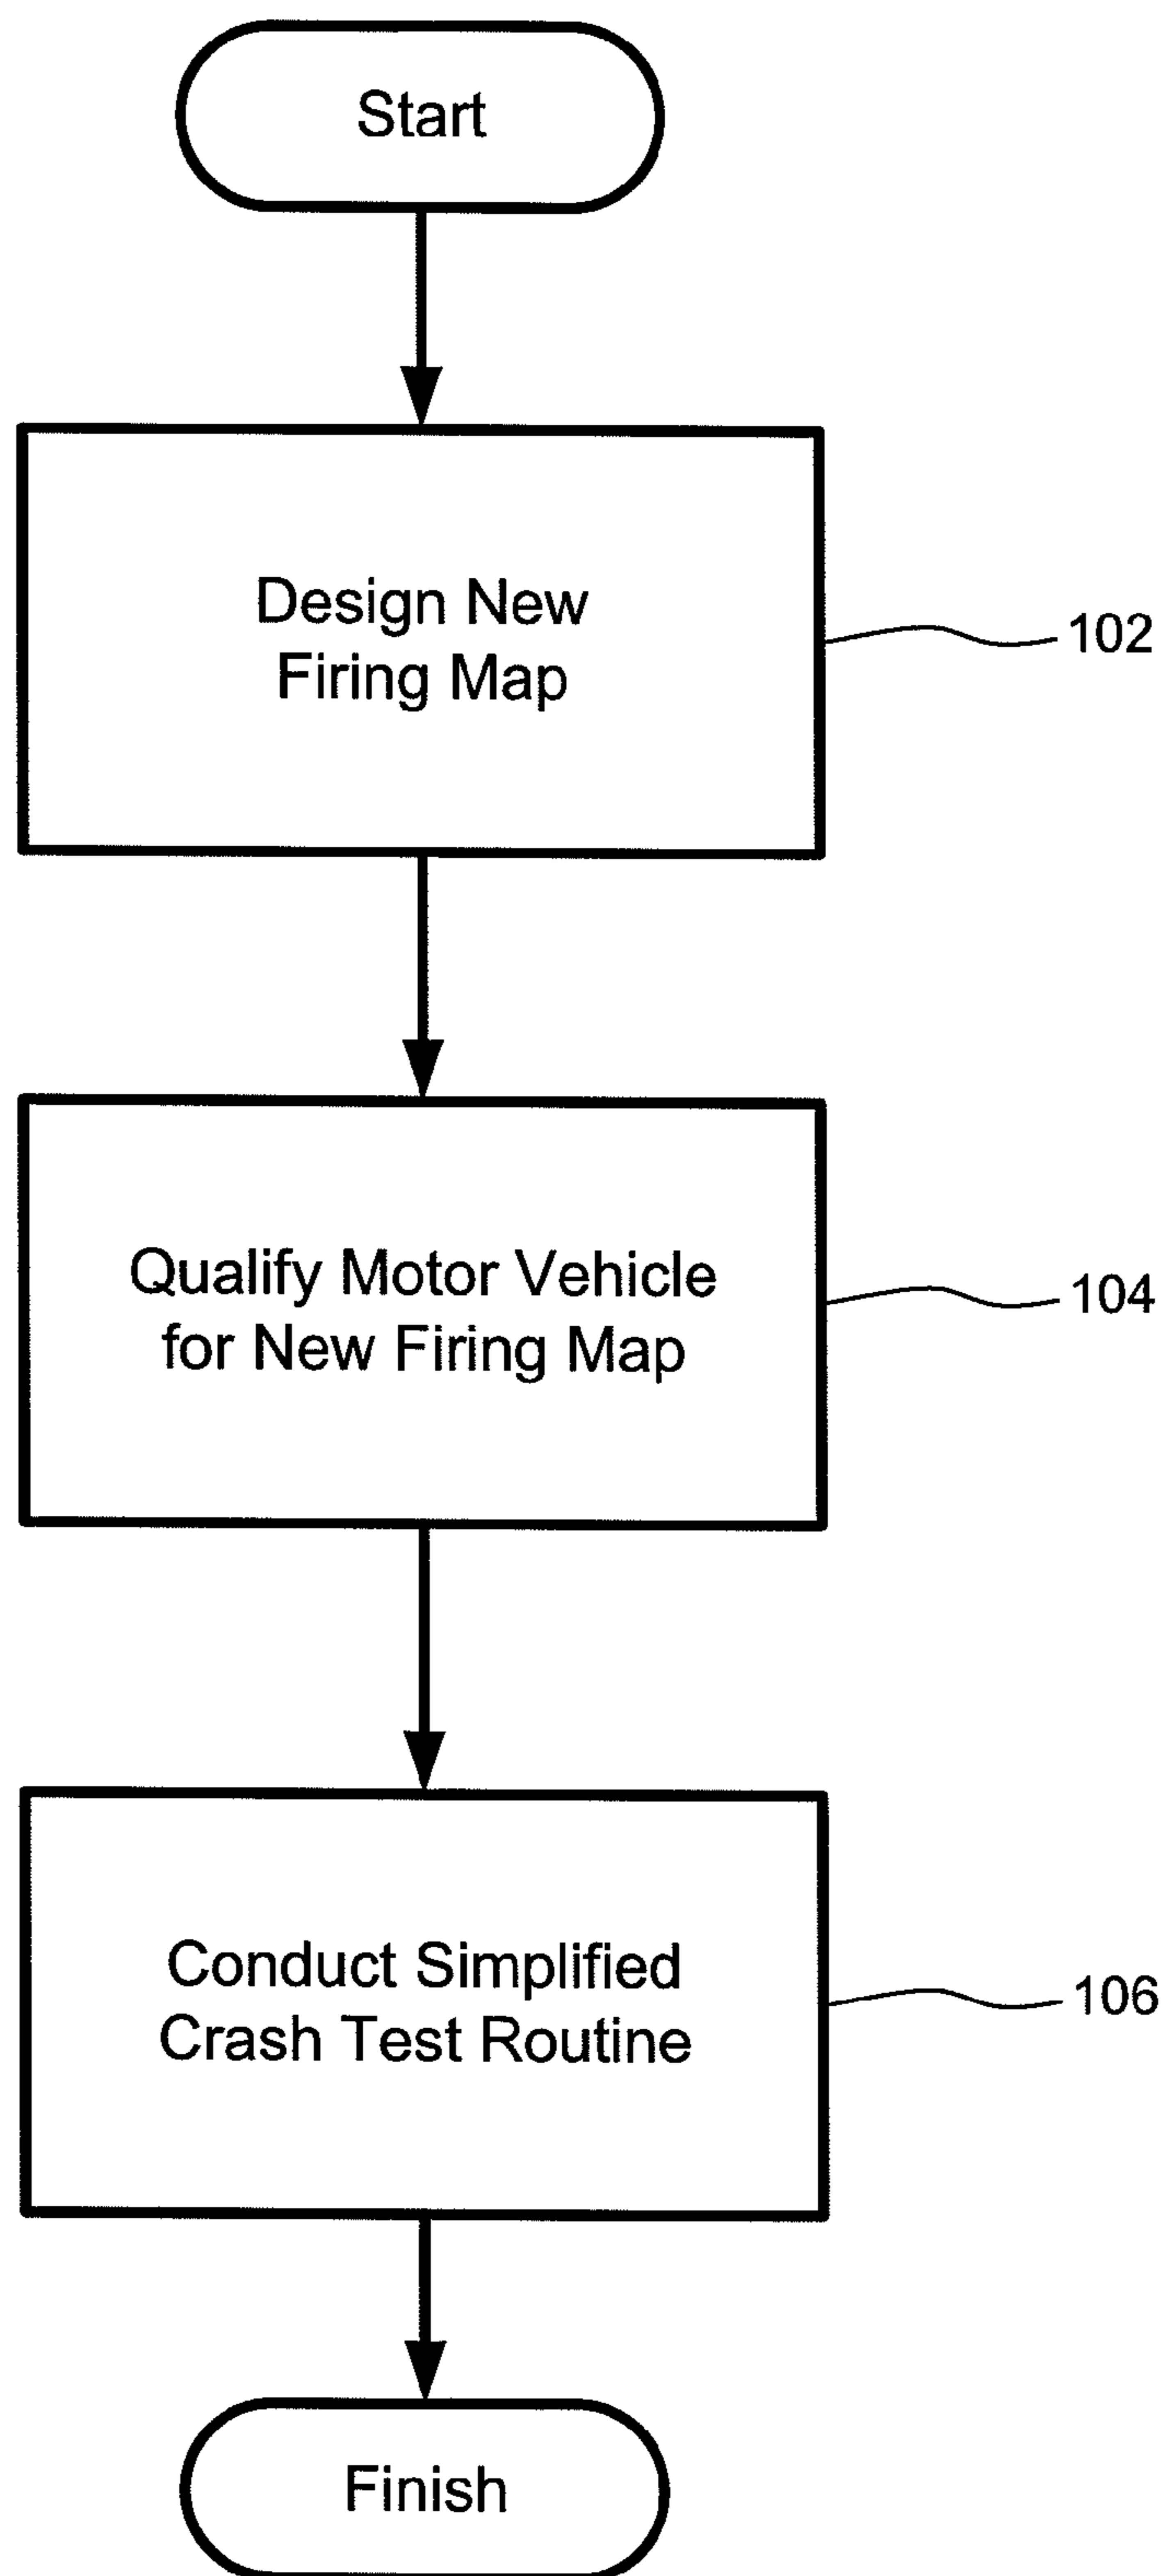 Start
Design New
Firing Map
102
Qualify Motor Vehicle
for New Firing Map
104
Conduct Simplified
Crash Test Routine
106
Finish